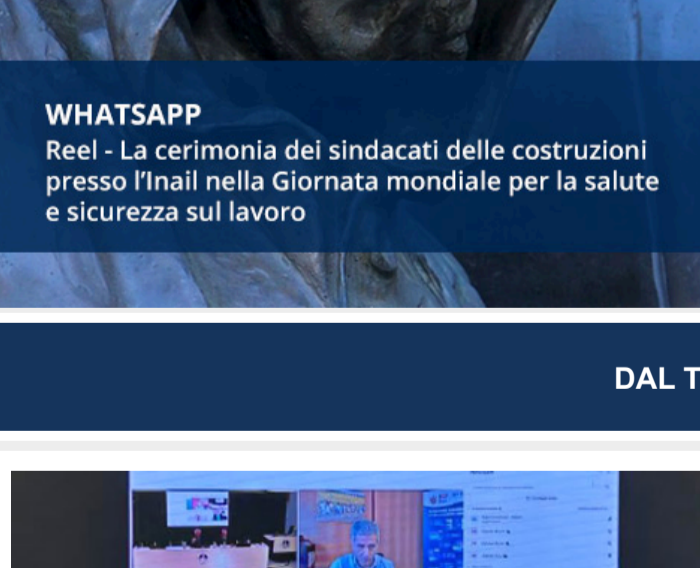 WHATSAPP
Reel - La cerimonia dei sindacati delle costruzioni
presso l’Inail nella Giornata mondiale per la salute
e sicurezza sul lavoro
DAL T